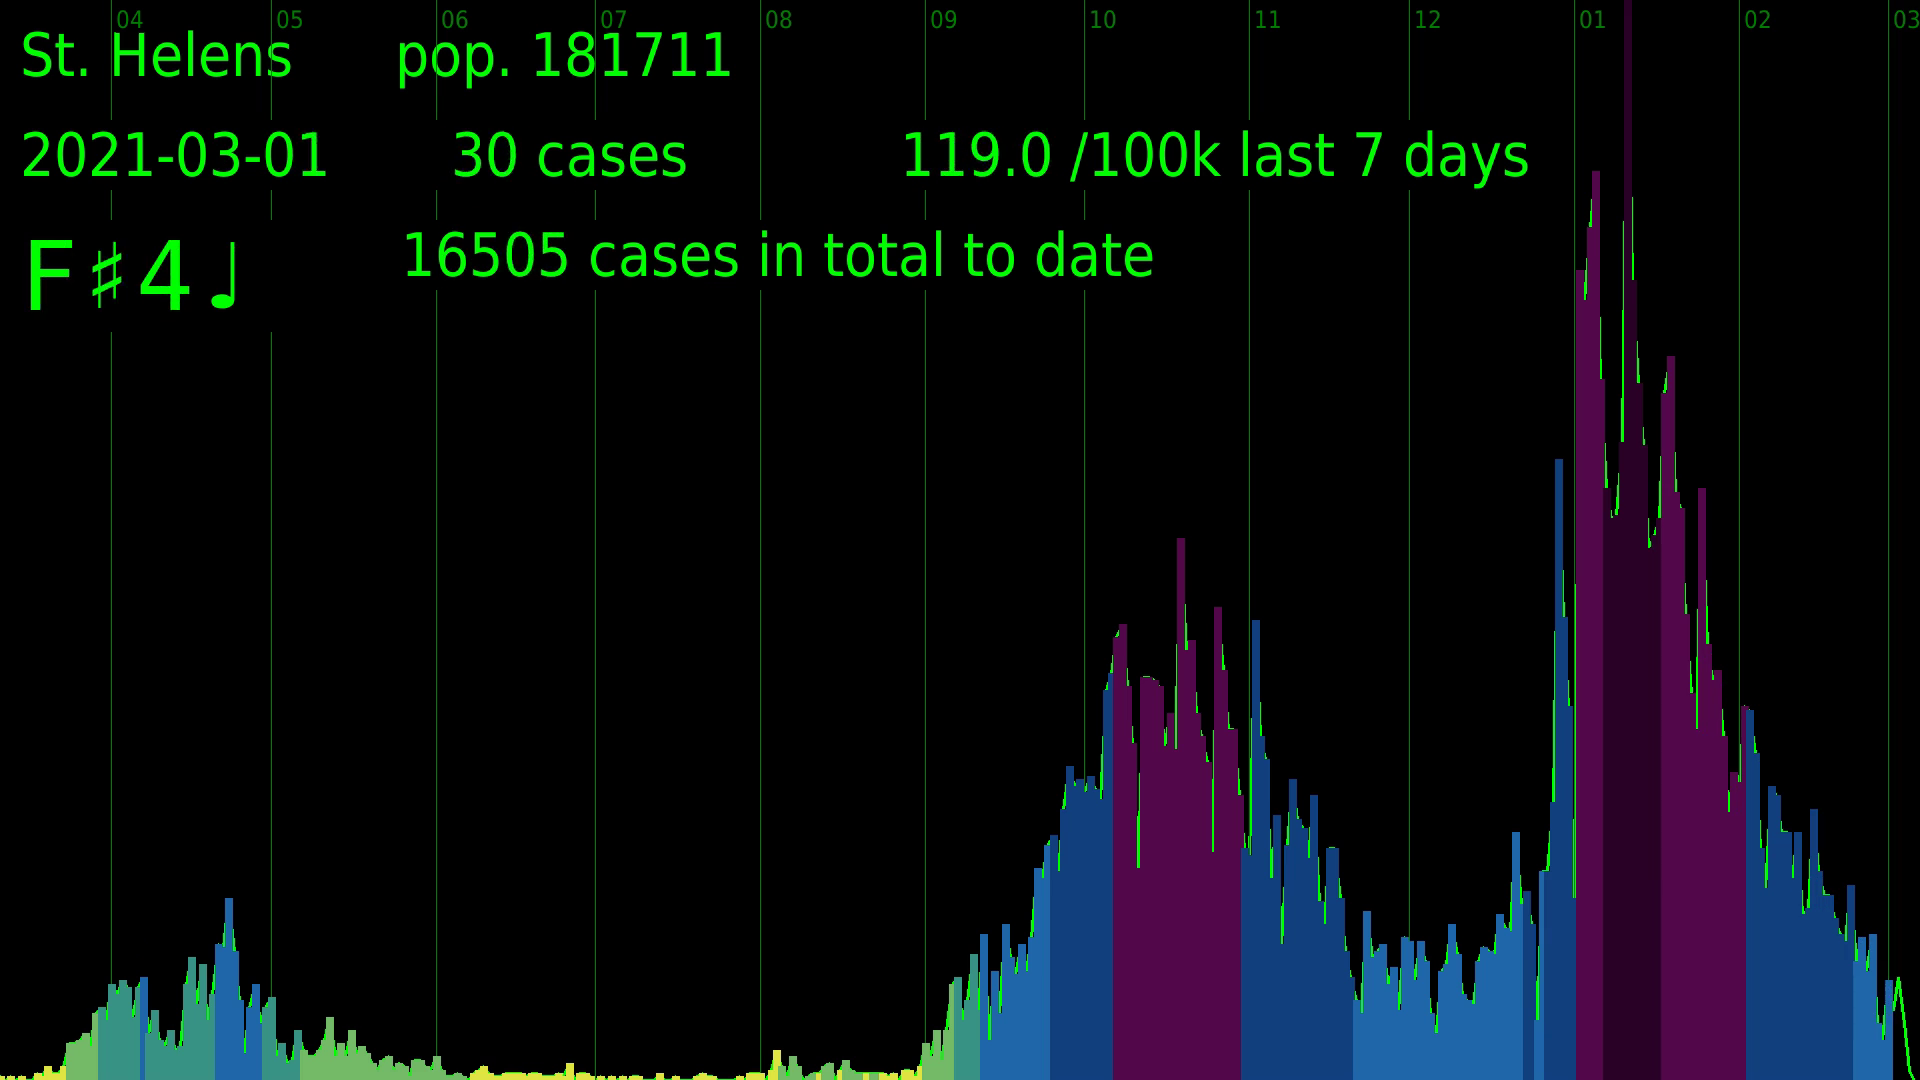 04 05 06 07 08 09 10 11 12 01 02 03
St. Helens pop. 181711
2021-03-01 30 cases 119.0 /100k last 7 days
F♯4♩ 16505 cases in total to date